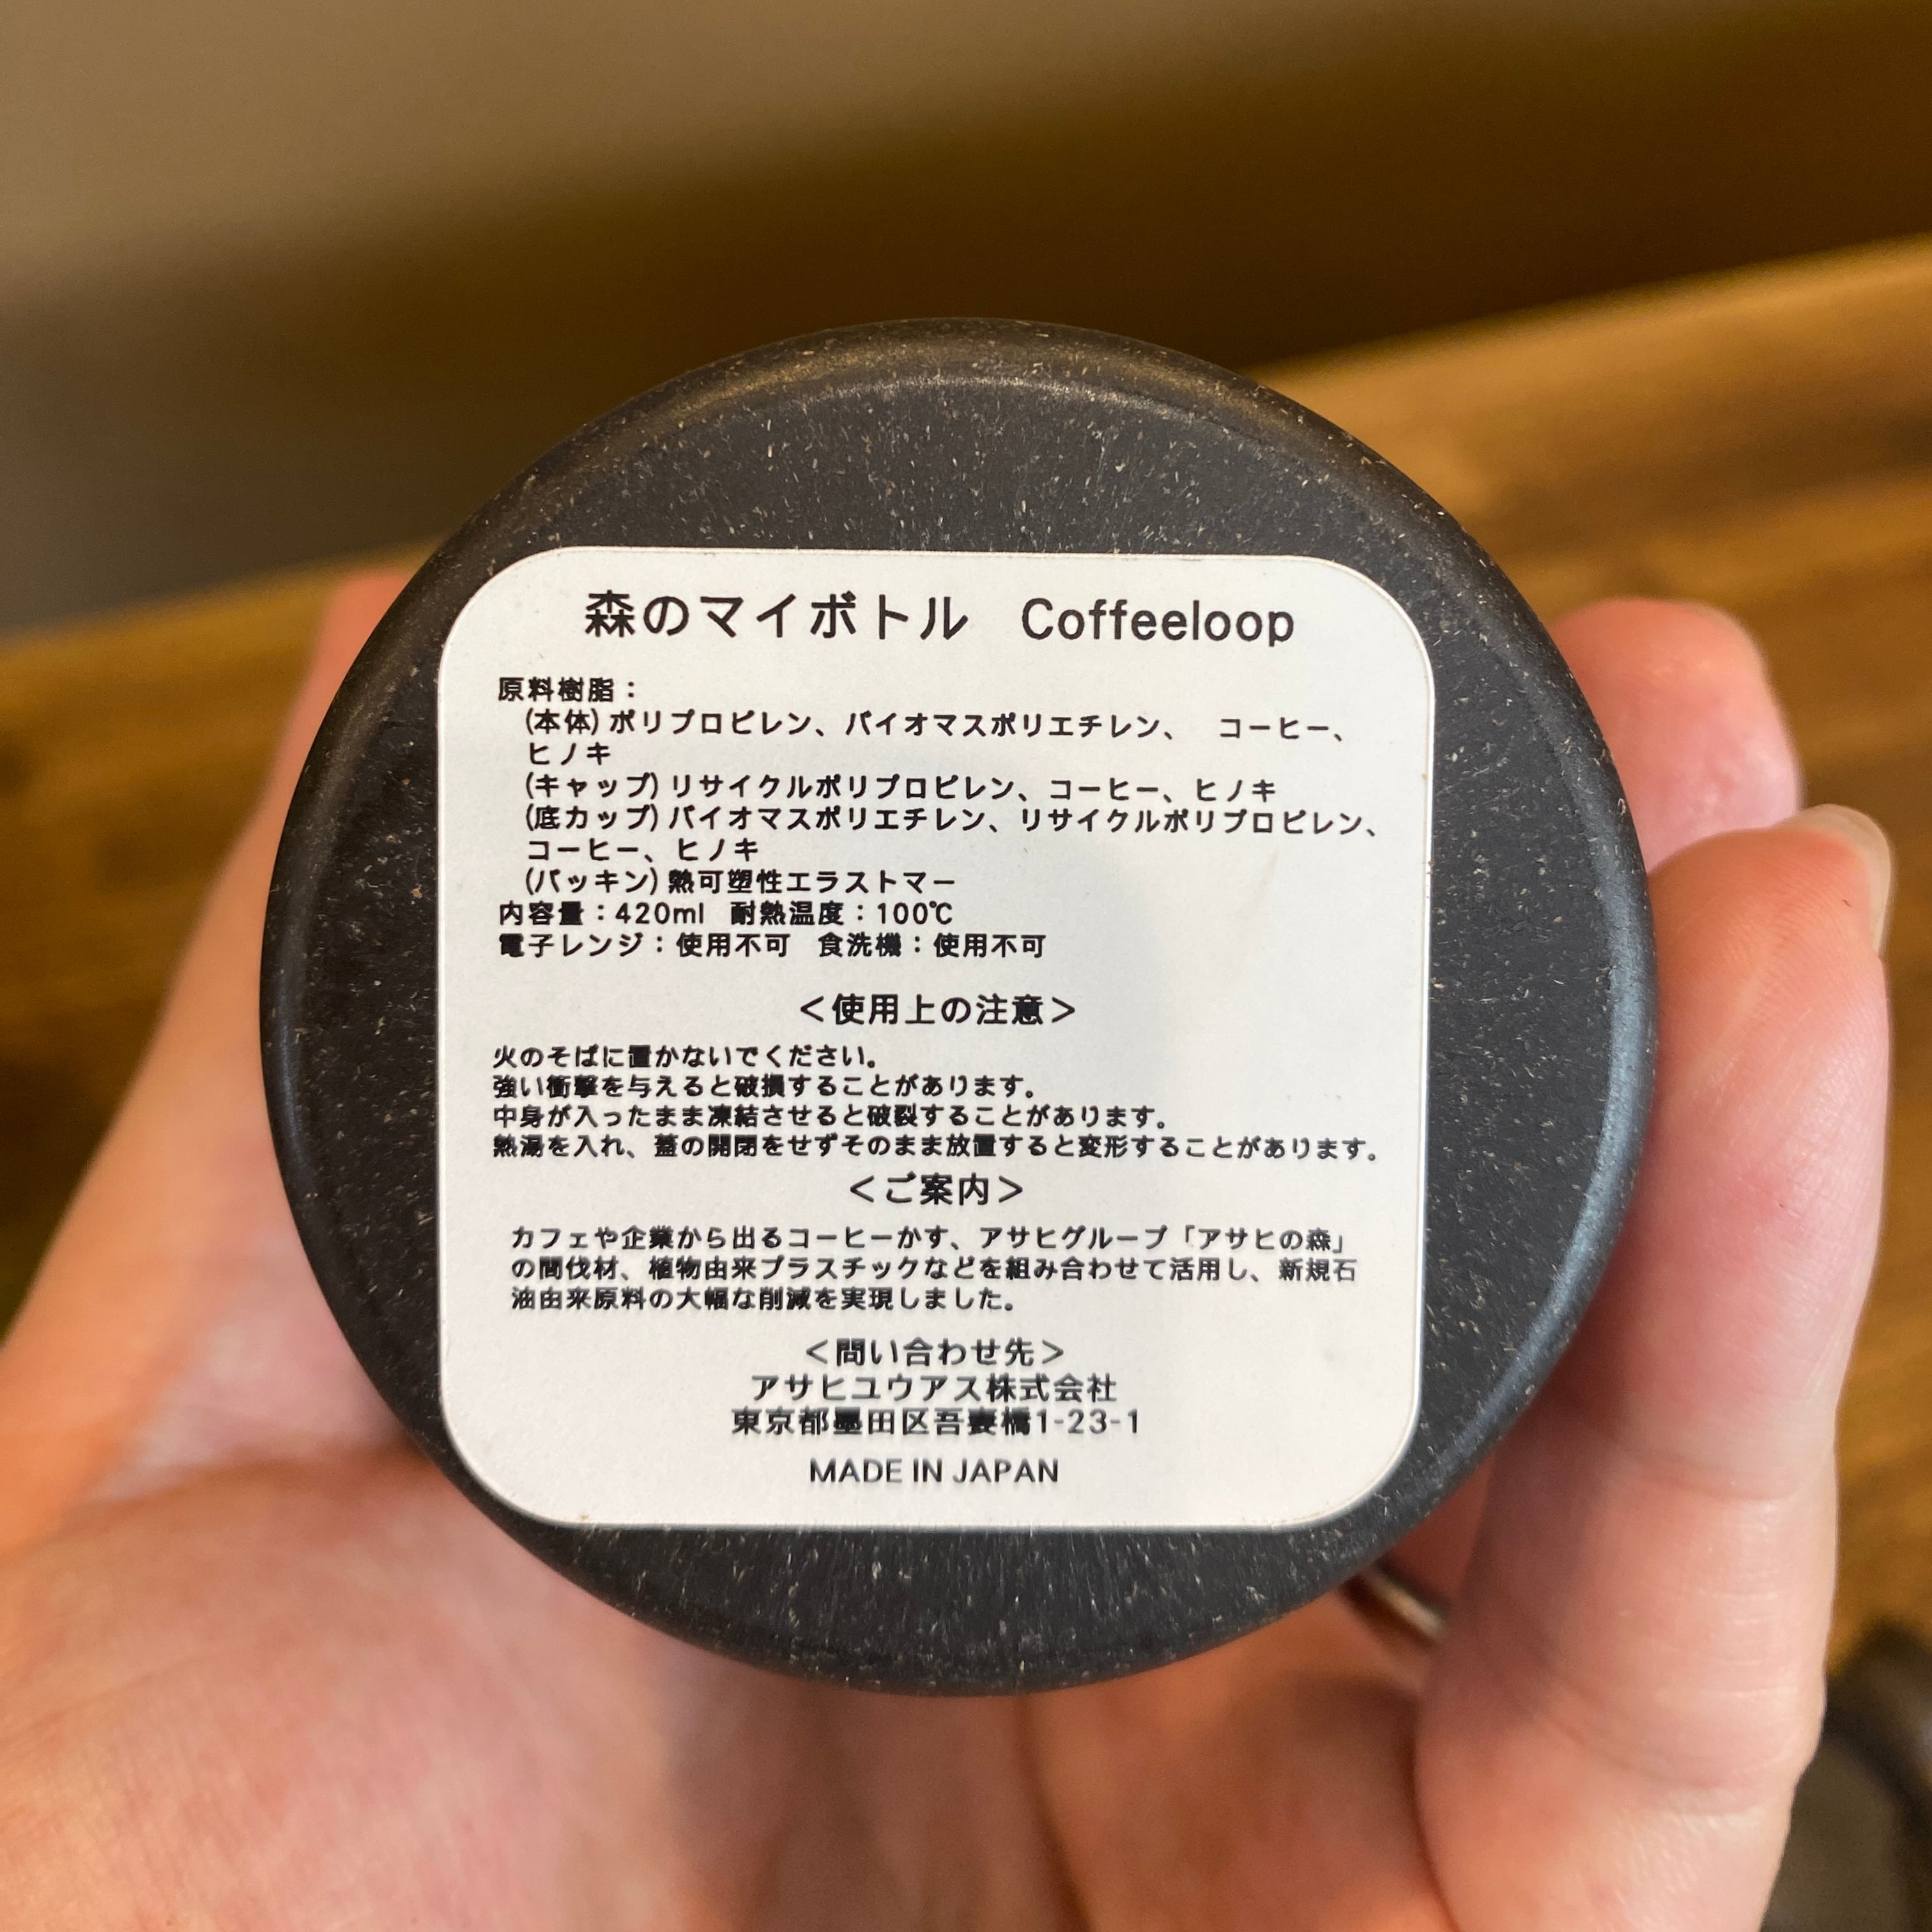 森のマイボトル Coffeeloop
原料樹脂：
(本体) ポリプロピレン、バイオマスポリエチレン、 コーヒー、
ヒノキ
(キャップ) リサイクルポリプロピレン、コーヒー、ヒノキ
(底カップ) バイオマスポリエチレン、リサイクルポリプロピレン、
コーヒー、ヒノキ
(パッキン) 熱可塑性エラストマー
内容量：420ml 耐熱温度：100℃
電子レンジ：使用不可 食洗機：使用不可
＜使用上の注意＞
火のそばに置かないでください。
強い衝撃を与えると破損することがあります。
中身が入ったまま凍結させると破裂することがあります。
熱湯を入れ、蓋の開閉をせずそのまま放置すると変形することがあります。
＜ご案内＞
カフェや企業から出るコーヒーかす、アサヒグループ「アサヒの森」
の間伐材、植物由来プラスチックなどを組み合わせて活用し、新規石
油由来原料の大幅な削減を実現しました。
＜問い合わせ先＞
アサヒユウアス株式会社
東京都墨田区吾妻橋1-23-1
MADE IN JAPAN